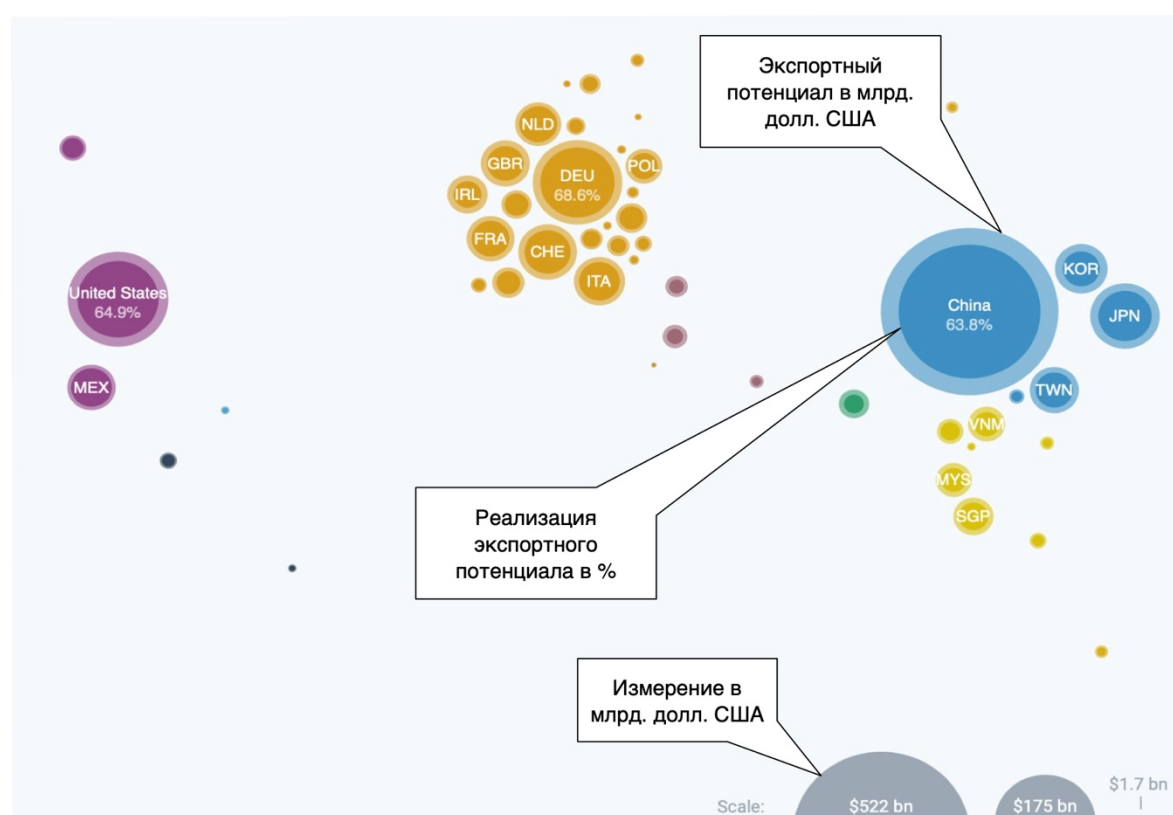 Экспортный
потенциал в млрд.
долл. США
NLD
GBR
DEU
68.6%
POL
IRL
FRA
CHE
ITA
United States
64.9%
MEX
China
63.8%
KOR
JPN
TWN
VNM
MYS
SGP
Реализация
экспортного
потенциала в %
Измерение в
млрд. долл. США
Scale:
$522 bn
$175 bn
$1.7 bn